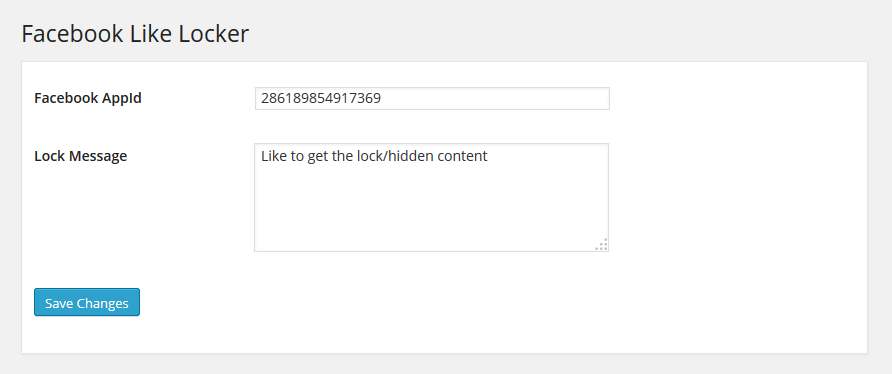 Facebook Like Locker
Facebook AppId
286189854917369
Lock Message
Like to get the lock/hidden content
Save Changes